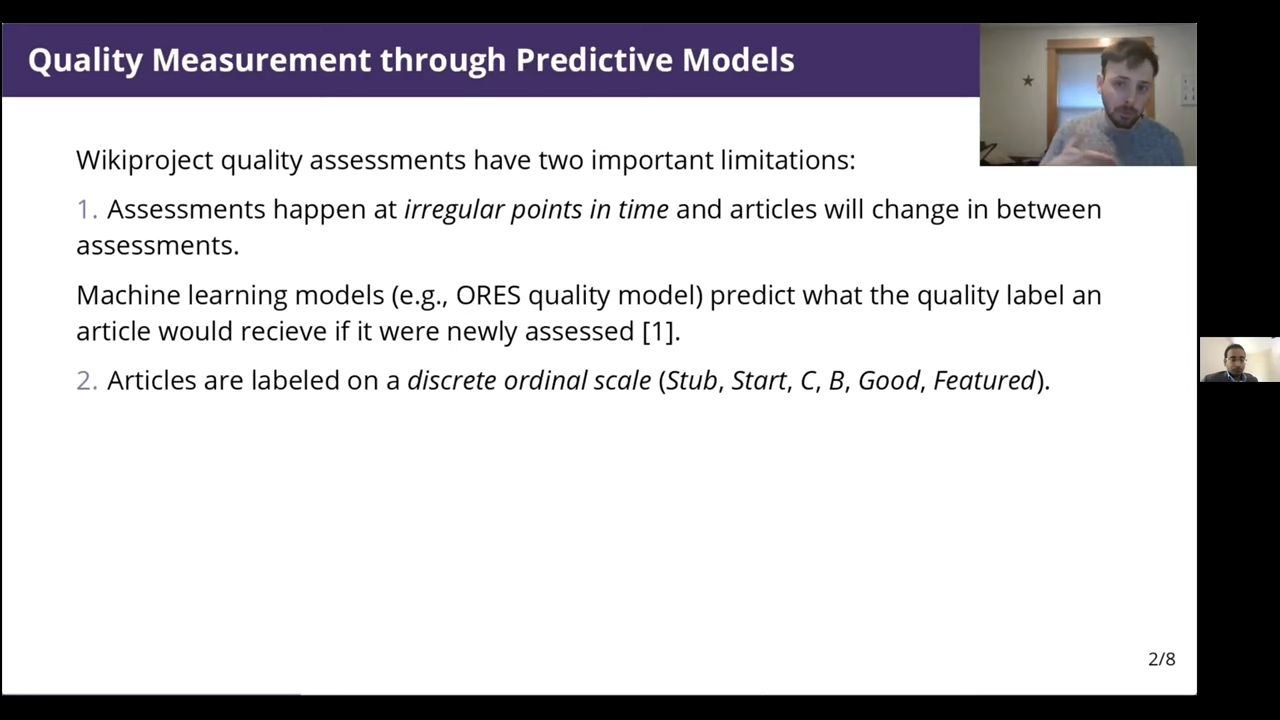 Quality Measurement through Predictive Models
Wikiproject quality assessments have two important limitations:
1. Assessments happen at irregular points in time and articles will change in between
assessments.
Machine learning models (e.g., ORES quality model) predict what the quality label an
article would recieve if it were newly assessed [1].
2. Articles are labeled on a discrete ordinal scale (Stub, Start, C, B, Good, Featured).
2/8